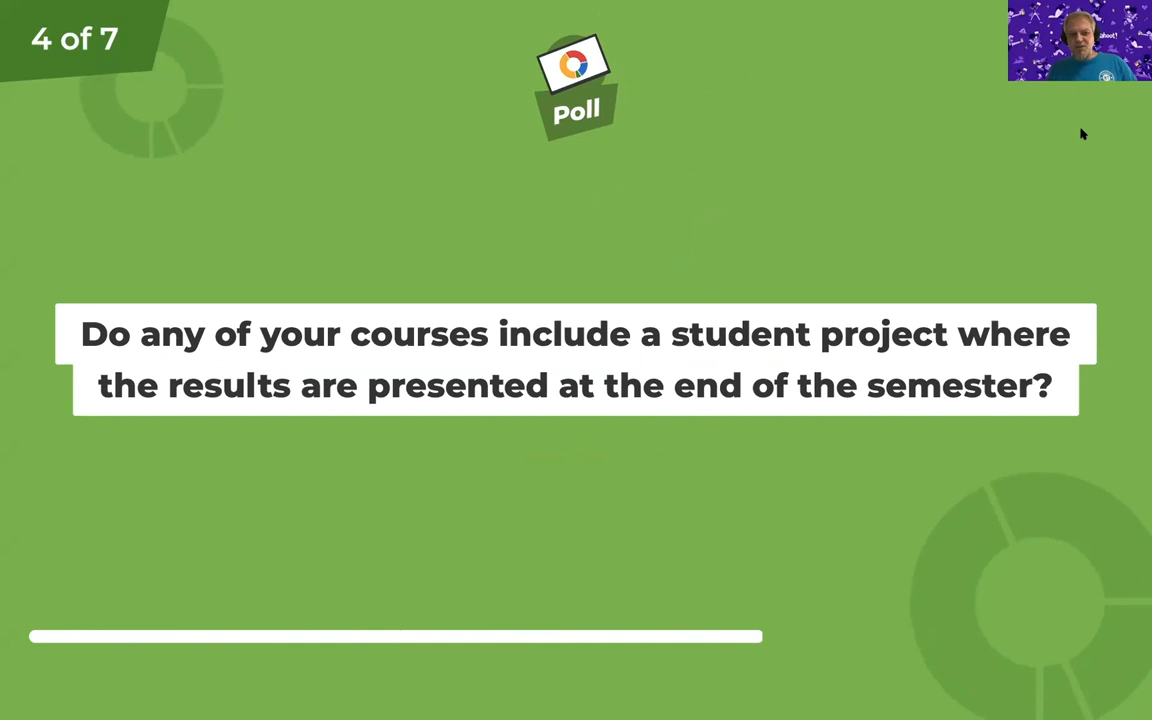 4 of 7
Poll
ahoot!
Do any of your courses include a student project where
the results are presented at the end of the semester?